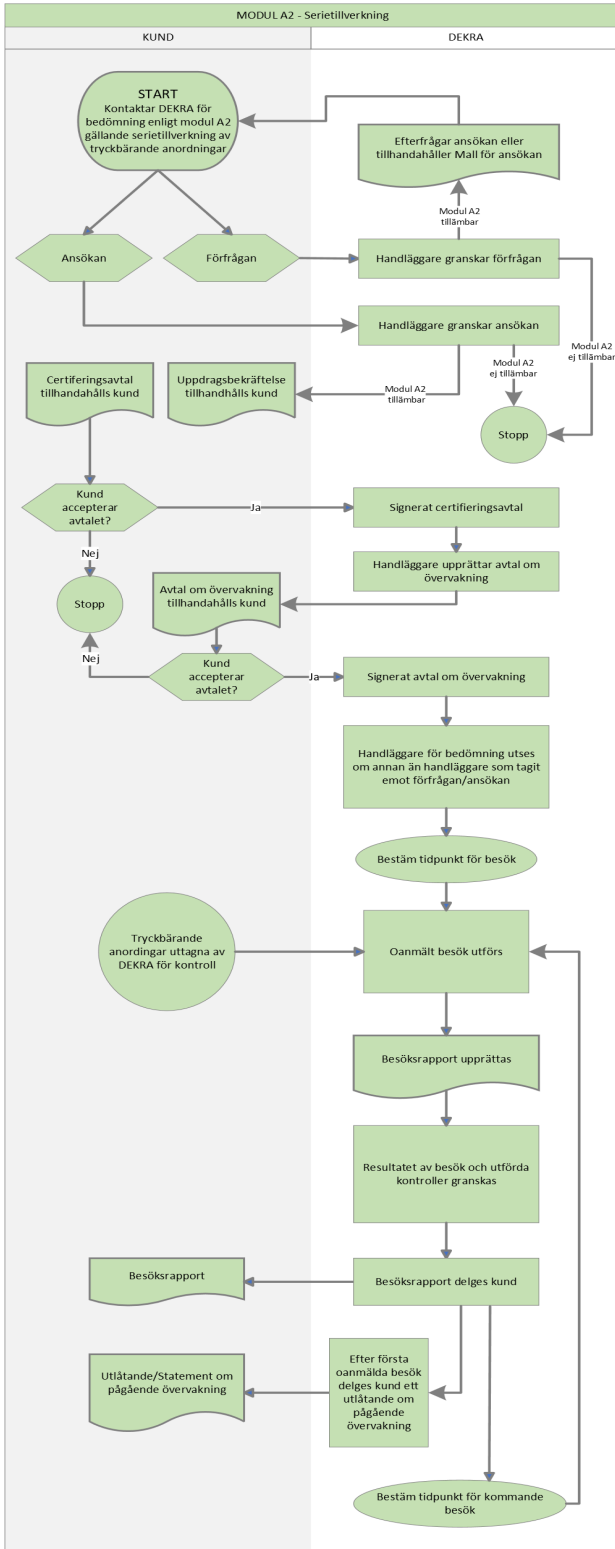 MODUL A2 - Serietillverkning
KUND
DEKRA
START
Kontaktar DEKRA för
bedömning enligt modul A2
gällande serietillverkning av
tryckbärande anordningar
Efterfrågar ansökan eller
tillhandahåller Mall för ansökan
Modul A2
tillämbar
Ansökan
Förfrågan
Handläggare granskar förfrågan
Handläggare granskar ansökan
Modul A2
ej tillämbar
Modul A2
ej tillämbar
Certiferingsavtal
tillhandahålls kund
Uppdragsbekräftelse
tillhandhålls kund
Modul A2
tillämbar
Stopp
Kund
accepterar
avtalet?
Ja
Signerat certifieringsavtal
Nej
Handläggare upprättar avtal om
övervakning
Stopp
Avtal om övervakning
tillhandahålls kund
Nej
Kund
accepterar
avtalet?
Ja
Signerat avtal om övervakning
Handläggare för bedömning utses
om annan än handläggare som tagit
emot förfrågan/ansökan
Bestäm tidpunkt för besök
Tryckbärande
anordingar uttagna av
DEKRA för kontroll
Oanmält besök utförs
Besöksrapport upprättas
Resultatet av besök och utförda
kontroller granskas
Besöksrapport
Besöksrapport delges kund
Utlåtande/Statement om
pågående övervakning
Efter första
oanmälda besök
delges kund ett
utlåtande om
pågående
övervakning
Bestäm tidpunkt för kommande
besök